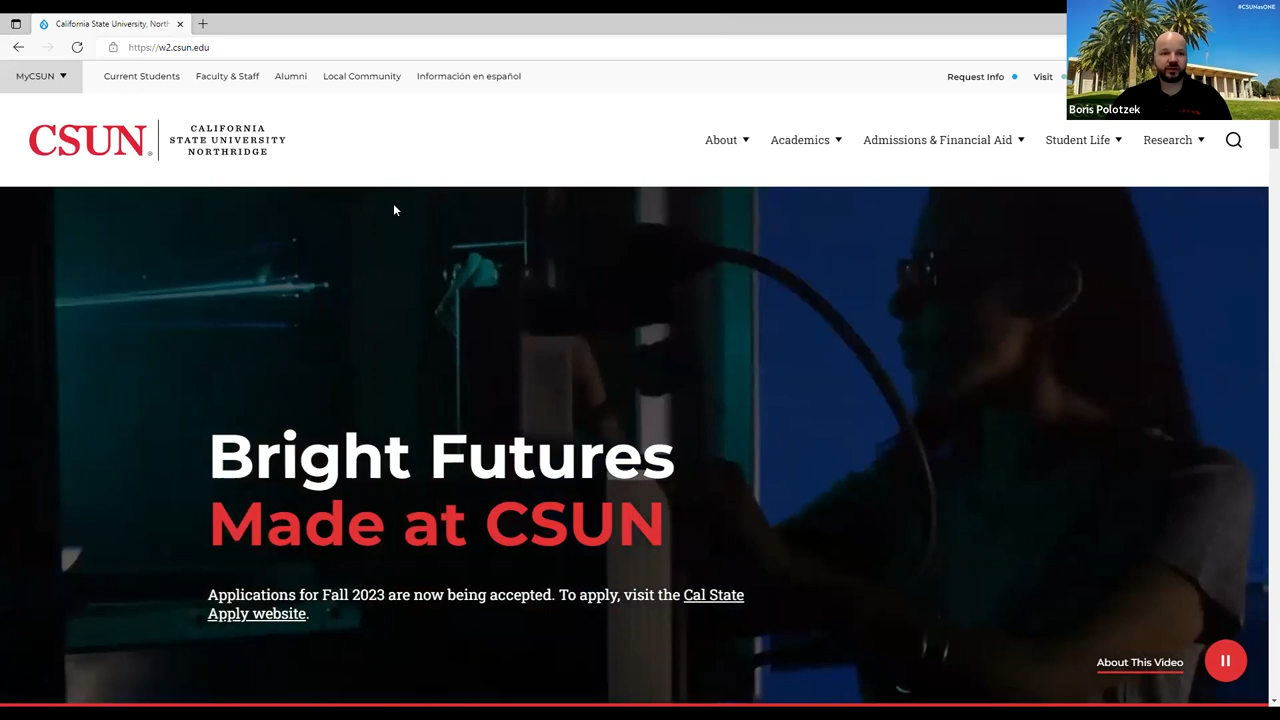 California State University, North
https://w2.csun.edu
#CSUNasONE
Boris Polotzek
MyCSUN
Current Students
Faculty & Staff
Alumni
Local Community
Información en español
Request Info
Visit
CSUN
CALIFORNIA
STATE UNIVERSITY
NORTHRIDGE
About
Academics
Admissions & Financial Aid
Student Life
Research
Bright Futures
Made at CSUN
Applications for Fall 2023 are now being accepted. To apply, visit the Cal State
Apply website.
About This Video